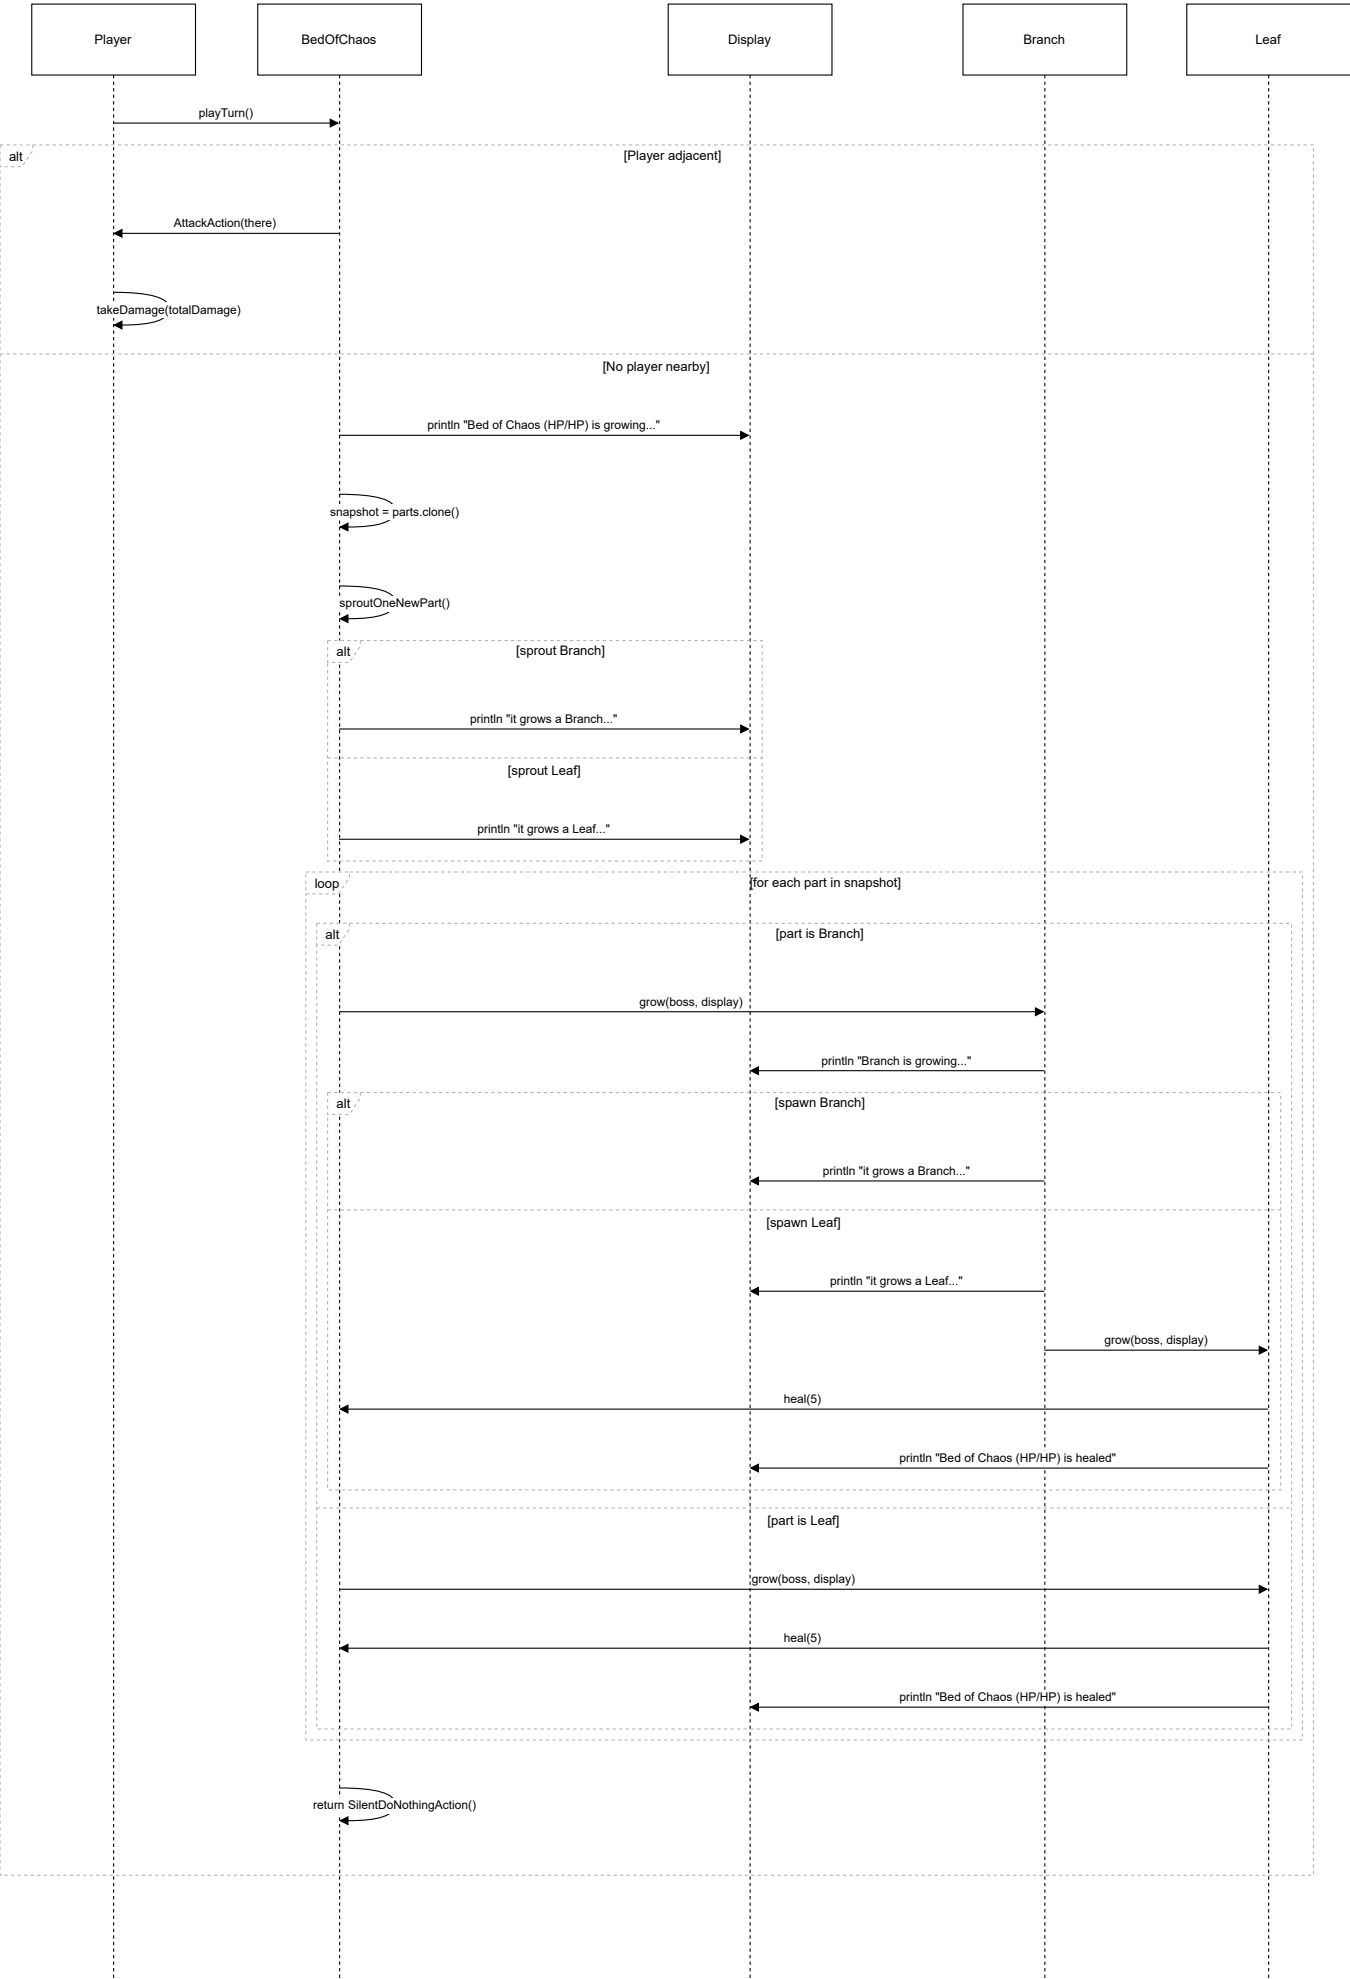 Player
BedOfChaos
Display
Branch
Leaf
playTurn()
alt
[Player adjacent]
AttackAction(there)
takeDamage(totalDamage)
[No player nearby]
println "Bed of Chaos (HP/HP) is growing..."
snapshot = parts.clone()
sproutOneNewPart()
alt
[sprout Branch]
println "it grows a Branch..."
[sprout Leaf]
println "it grows a Leaf..."
loop
[for each part in snapshot]
alt
[part is Branch]
grow(boss, display)
println "Branch is growing..."
alt
[spawn Branch]
println "it grows a Branch..."
[spawn Leaf]
println "it grows a Leaf..."
grow(boss, display)
heal(5)
println "Bed of Chaos (HP/HP) is healed"
[part is Leaf]
grow(boss, display)
heal(5)
println "Bed of Chaos (HP/HP) is healed"
return SilentDoNothingAction()